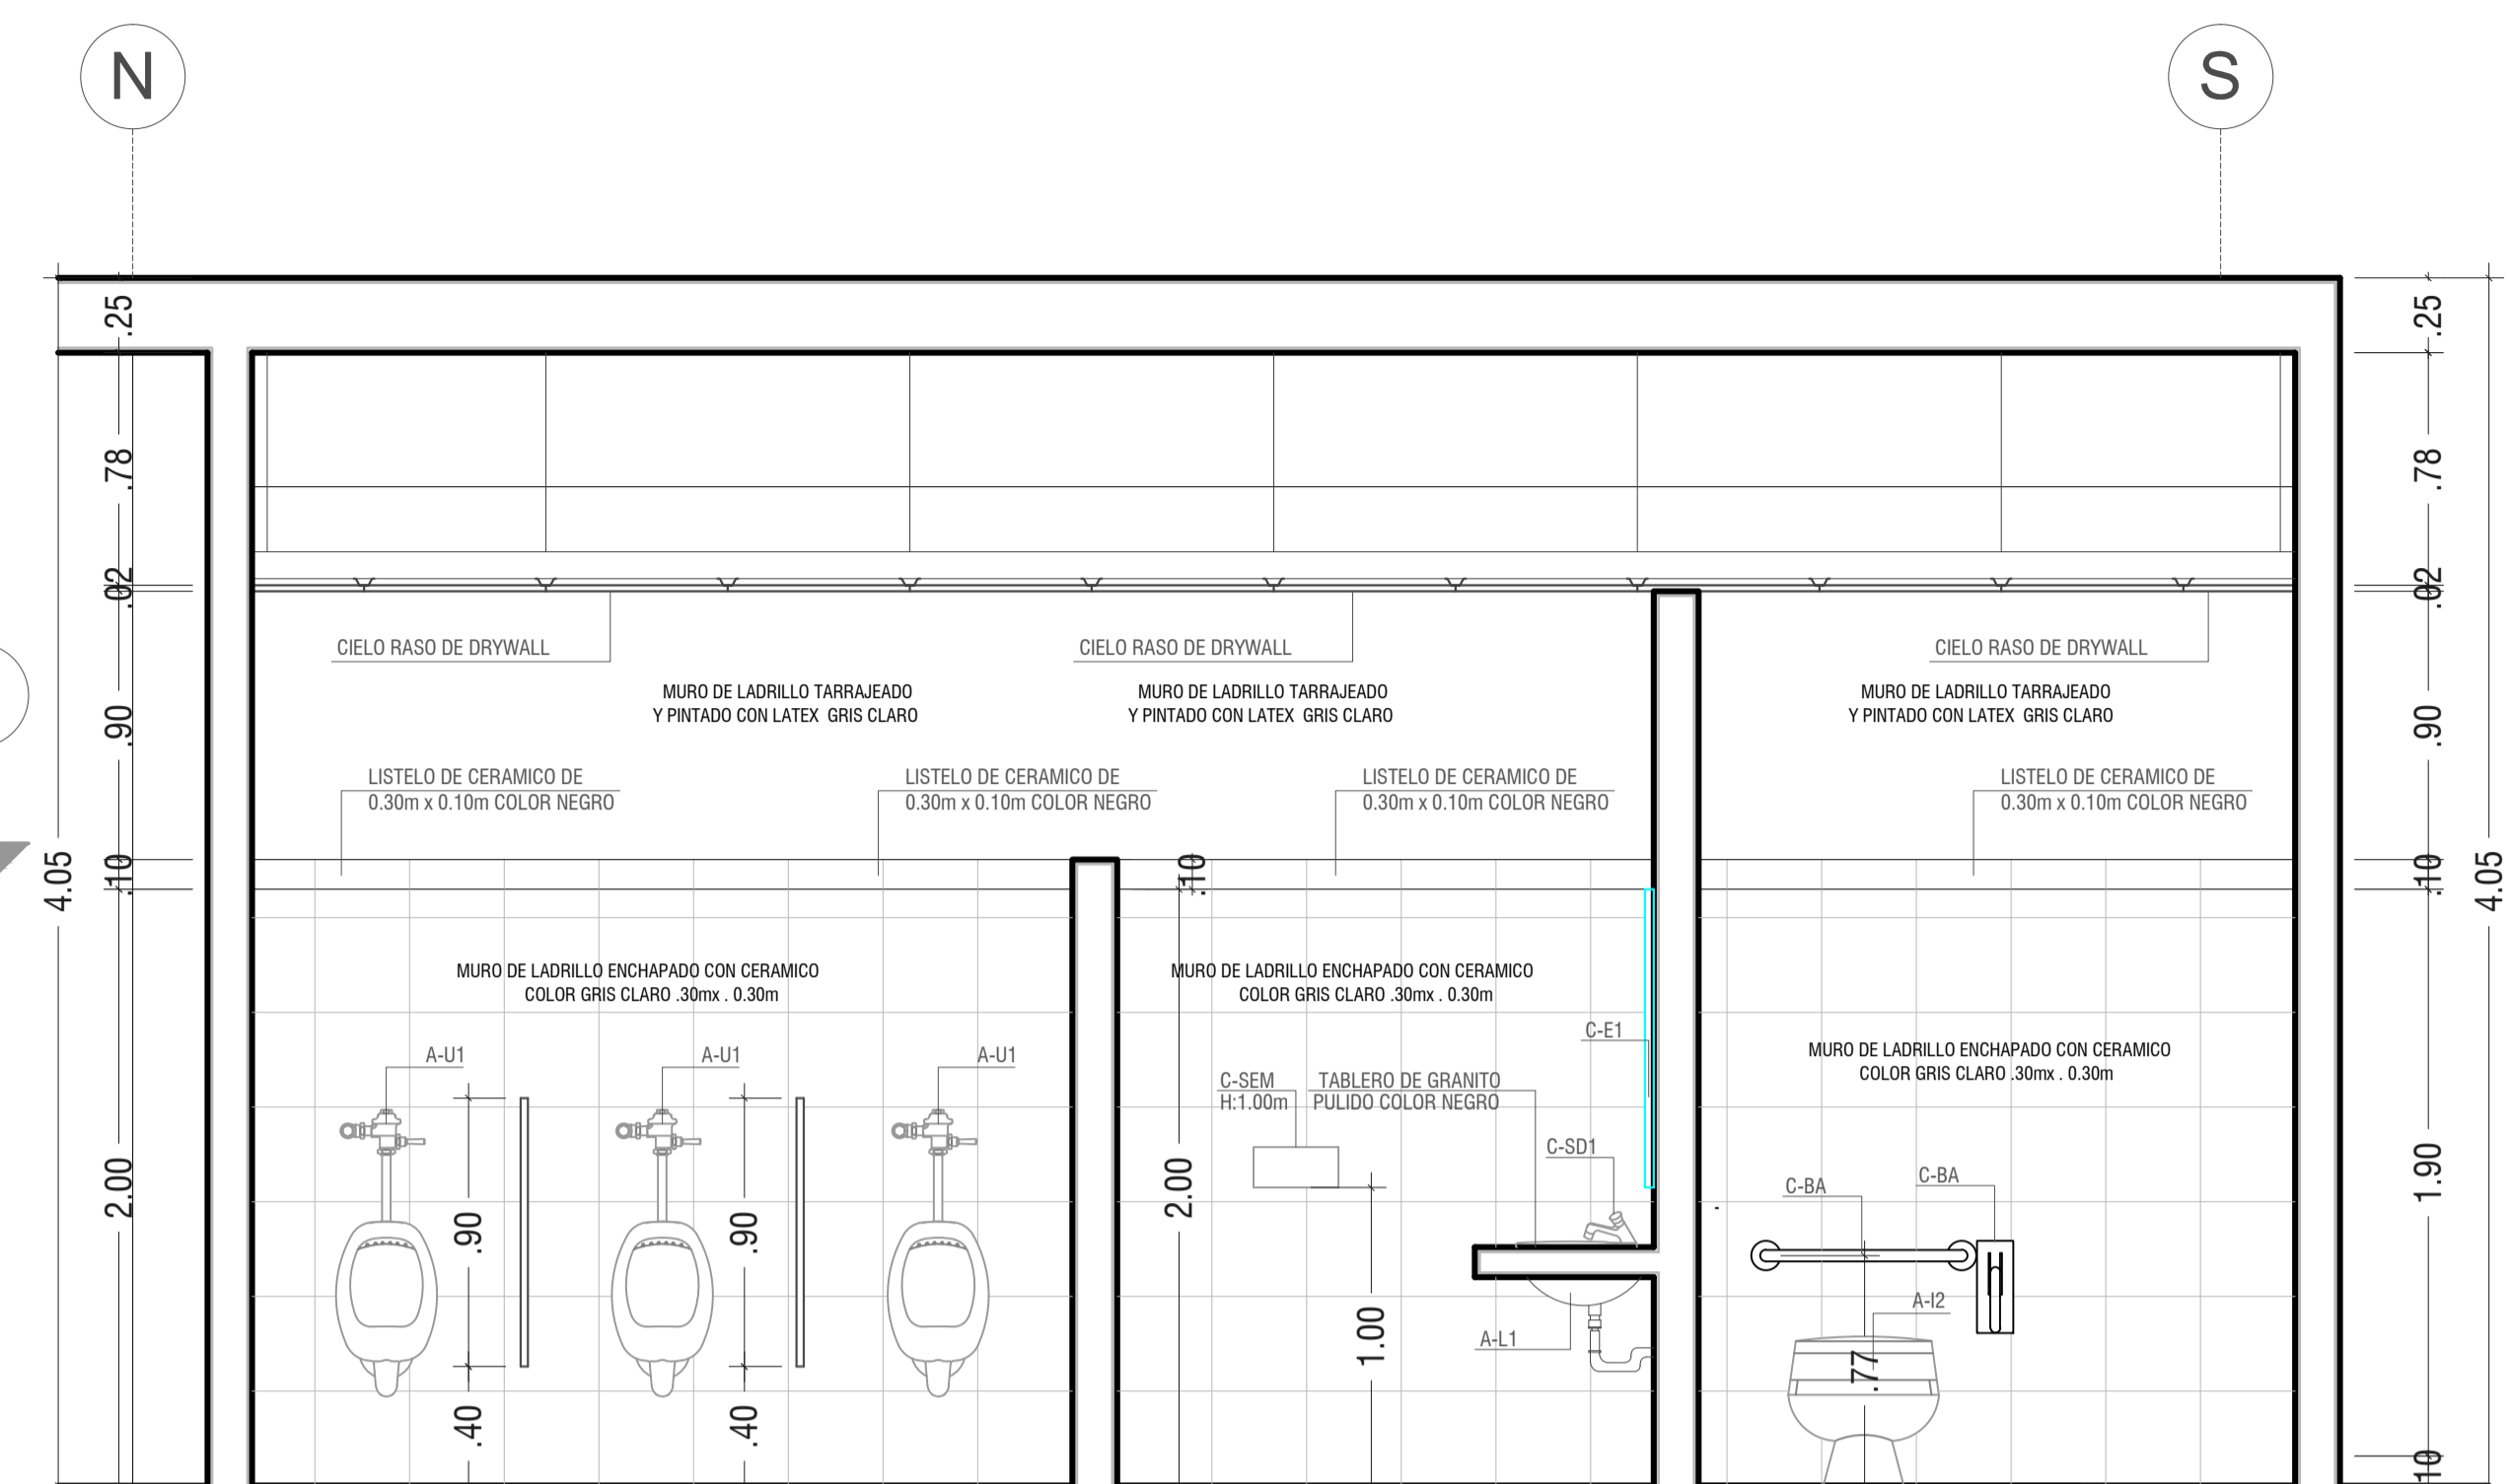 N
S
.25
.25
.78
.78
.02
.02
CIELO RASO DE DRYWALL
CIELO RASO DE DRYWALL
CIELO RASO DE DRYWALL
MURO DE LADRILLO TARRAJEADO
Y PINTADO CON LATEX GRIS CLARO
MURO DE LADRILLO TARRAJEADO
Y PINTADO CON LATEX GRIS CLARO
MURO DE LADRILLO TARRAJEADO
Y PINTADO CON LATEX GRIS CLARO
.90
.90
LISTELO DE CERAMICO DE
0.30m x 0.10m COLOR NEGRO
LISTELO DE CERAMICO DE
0.30m x 0.10m COLOR NEGRO
LISTELO DE CERAMICO DE
0.30m x 0.10m COLOR NEGRO
LISTELO DE CERAMICO DE
0.30m x 0.10m COLOR NEGRO
4.05
.10
.10
.10
4.05
MURO DE LADRILLO ENCHAPADO CON CERAMICO
COLOR GRIS CLARO .30mx . 0.30m
MURO DE LADRILLO ENCHAPADO CON CERAMICO
COLOR GRIS CLARO .30mx . 0.30m
MURO DE LADRILLO ENCHAPADO CON CERAMICO
COLOR GRIS CLARO .30mx . 0.30m
A-U1
A-U1
A-U1
C-E1
C-SEM
H:1.00m
TABLERO DE GRANITO
PULIDO COLOR NEGRO
C-SD1
C-BA
C-BA
2.00
2.00
1.90
.90
.90
A-I2
A-L1
1.00
.77
.40
.40
.10